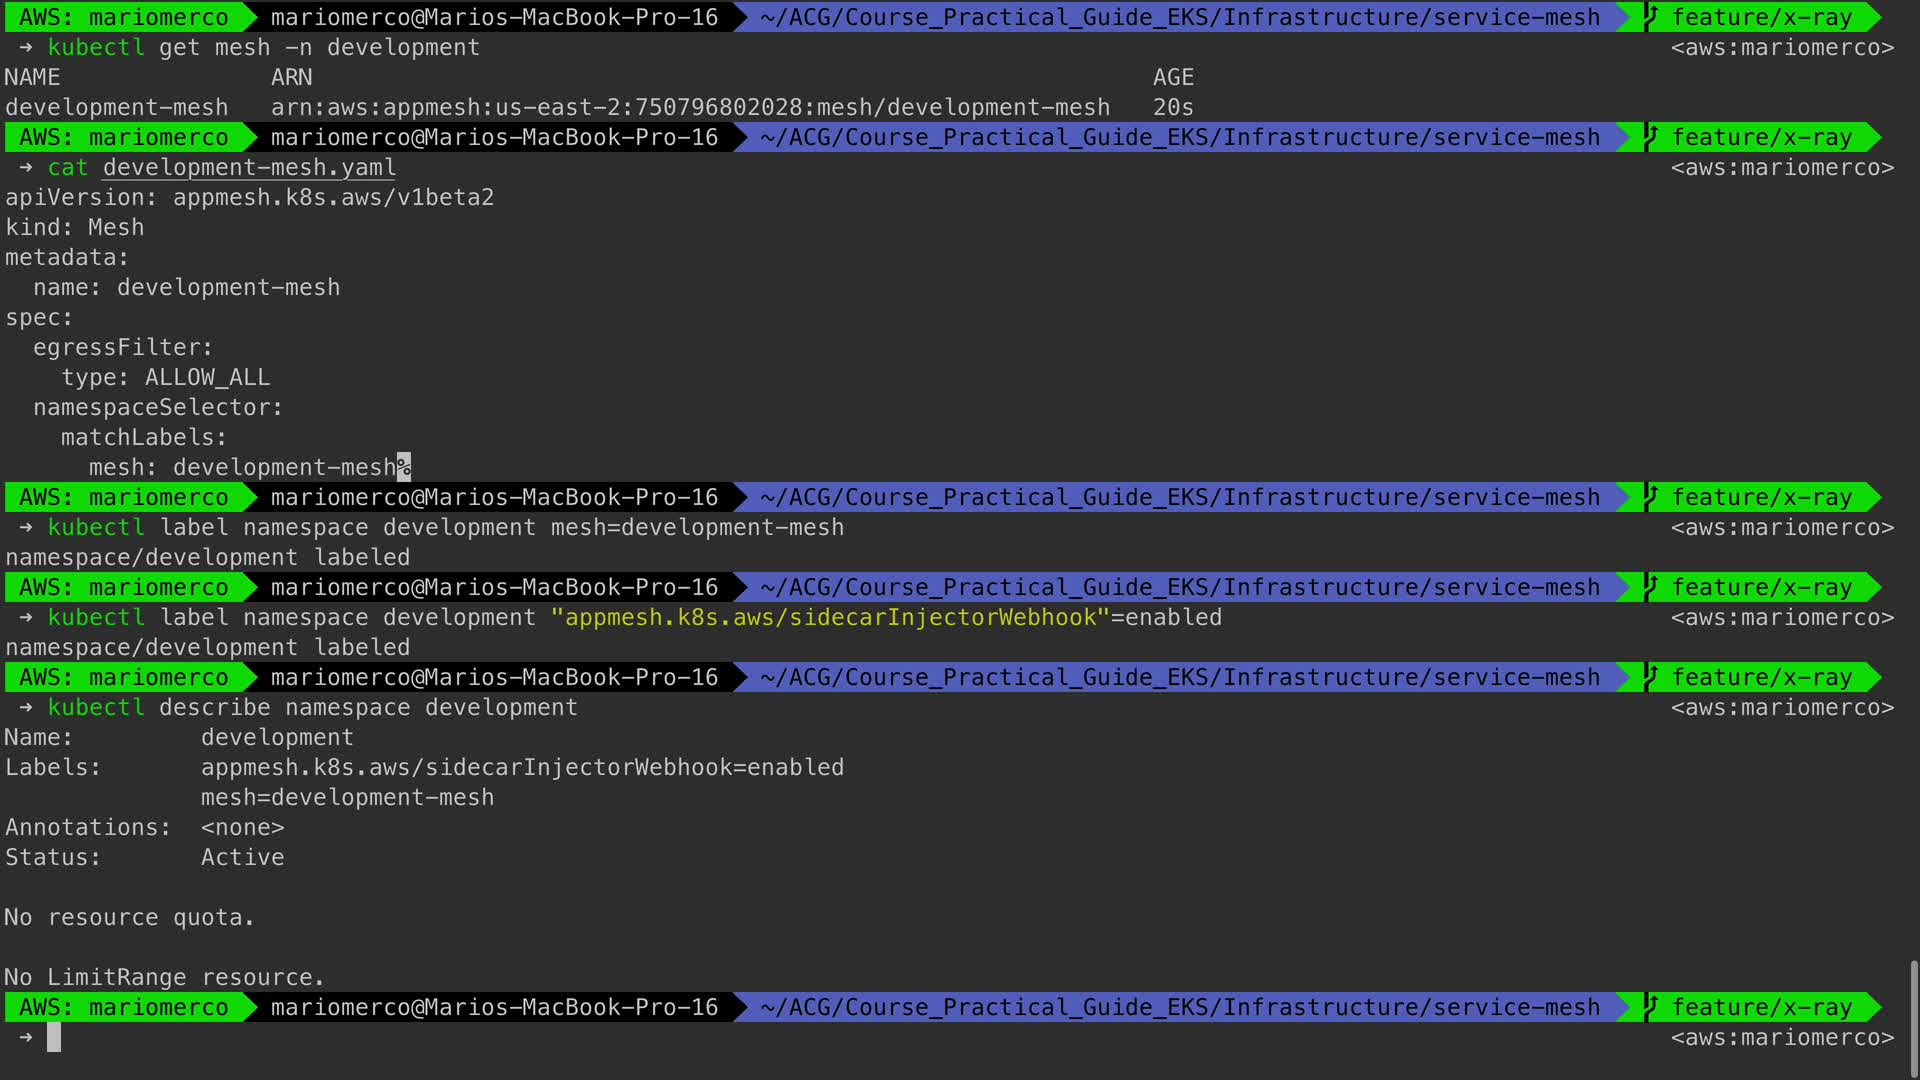 AWS: mariomerco mariomerco@Marios-MacBook-Pro-16 ~/ACG/Course_Practical_Guide_EKS/Infrastructure/service-mesh feature/x-ray
→ kubectl get mesh -n development <aws:mariomerco>
NAME ARN AGE
development-mesh arn:aws:appmesh:us-east-2:750796802028:mesh/development-mesh 20s
AWS: mariomerco mariomerco@Marios-MacBook-Pro-16 ~/ACG/Course_Practical_Guide_EKS/Infrastructure/service-mesh feature/x-ray
→ cat development-mesh.yaml <aws:mariomerco>
apiVersion: appmesh.k8s.aws/v1beta2
kind: Mesh
metadata:
  name: development-mesh
spec:
  egressFilter:
    type: ALLOW_ALL
  namespaceSelector:
    matchLabels:
      mesh: development-mesh%
AWS: mariomerco mariomerco@Marios-MacBook-Pro-16 ~/ACG/Course_Practical_Guide_EKS/Infrastructure/service-mesh feature/x-ray
→ kubectl label namespace development mesh=development-mesh <aws:mariomerco>
namespace/development labeled
AWS: mariomerco mariomerco@Marios-MacBook-Pro-16 ~/ACG/Course_Practical_Guide_EKS/Infrastructure/service-mesh feature/x-ray
→ kubectl label namespace development "appmesh.k8s.aws/sidecarInjectorWebhook"=enabled <aws:mariomerco>
namespace/development labeled
AWS: mariomerco mariomerco@Marios-MacBook-Pro-16 ~/ACG/Course_Practical_Guide_EKS/Infrastructure/service-mesh feature/x-ray
→ kubectl describe namespace development <aws:mariomerco>
Name: development
Labels: appmesh.k8s.aws/sidecarInjectorWebhook=enabled
mesh=development-mesh
Annotations: <none>
Status: Active
No resource quota.
No LimitRange resource.
AWS: mariomerco mariomerco@Marios-MacBook-Pro-16 ~/ACG/Course_Practical_Guide_EKS/Infrastructure/service-mesh feature/x-ray
→ <aws:mariomerco>